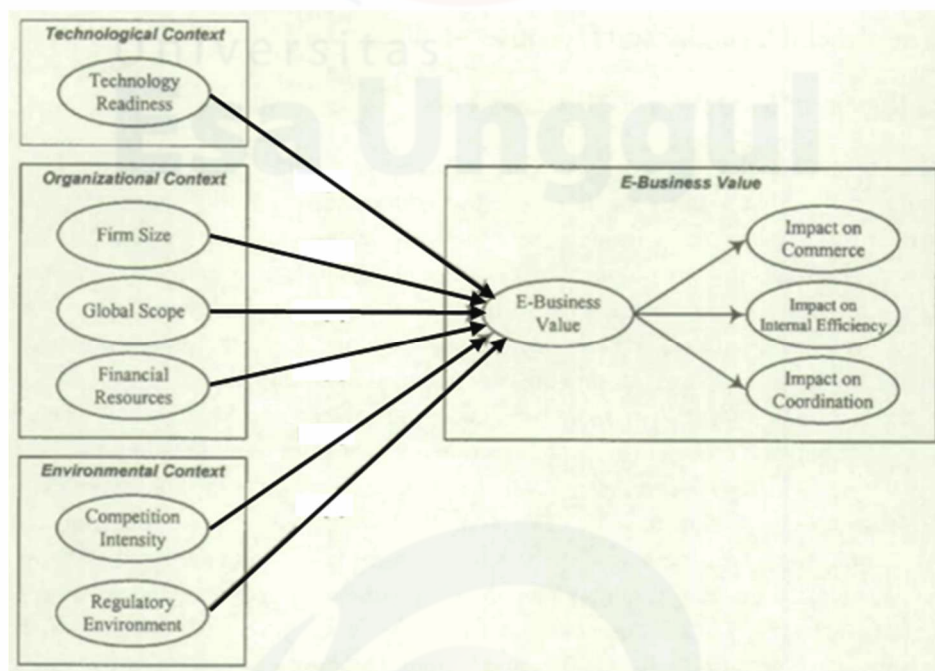 Technological Context
Universitas
Technology
Readiness
Esa Unggul
Organizational Context
E-Business Value
Firm Size
Impact on
Commerce
Global Scope
E-Business
Value
Impact on
Internal Efficiency
Financial
Resources
Impact on
Coordination
Environmental Context
Competition
Intensity
Regulatory
Environment